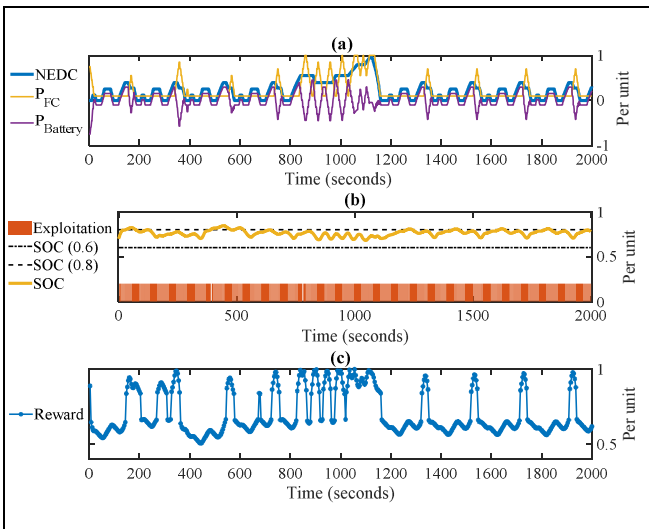 (a)
NEDC
P_FC
P_Battery
1
0
-1
Per unit
0 200 400 600 800 1000 1200 1400 1600 1800 2000
Time (seconds)
(b)
Exploitation
SOC (0.6)
SOC (0.8)
SOC
1
0.5
0
Per unit
0 500 1000 1500 2000
Time (seconds)
(c)
Reward
1
0.5
Per unit
0 200 400 600 800 1000 1200 1400 1600 1800 2000
Time (seconds)